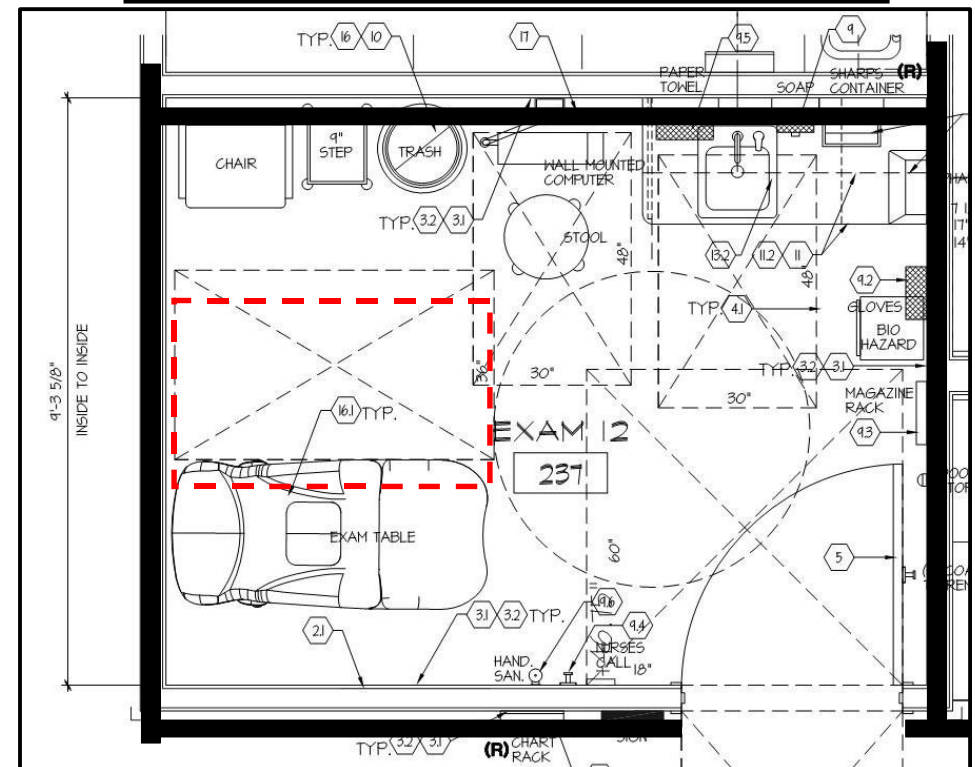 TYP. 16 10
17
9.5
9
PAPER
TOWEL
SOAP
SHARPS
CONTAINER
(R)
CHAIR
9"
STEP
TRASH
WALL MOUNTED
COMPUTER
TYP. 3.2 3.1
STOOL
48"
13.2
11.2 11
48"
9.2
GLOVES
BIO
HAZARD
TYP. 4.1
TYP. 3.2 3.1
36"
30"
30"
MAGAZINE
RACK
9.3
9'-3 5/8"
INSIDE TO INSIDE
16.1 TYP.
EXAM 12
237
EXAM TABLE
60"
5
3.1 3.2 TYP.
9.6
9.4
2.1
HAND.
SAN.
NURSES
CALL
18"
TYP. 3.2 3.1
(R)
CHART
RACK
SIGN
17"